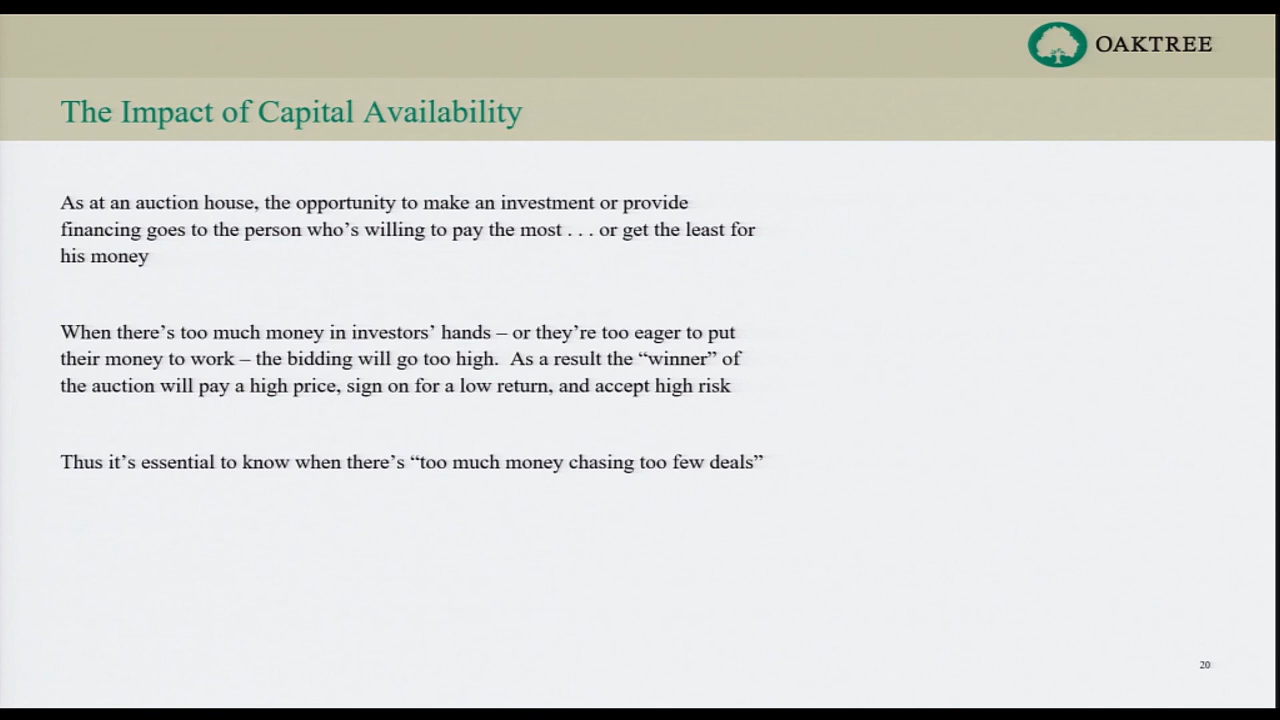 OAKTREE
The Impact of Capital Availability
As at an auction house, the opportunity to make an investment or provide
financing goes to the person who’s willing to pay the most . . . or get the least for
his money
When there’s too much money in investors’ hands – or they’re too eager to put
their money to work – the bidding will go too high.  As a result the “winner” of
the auction will pay a high price, sign on for a low return, and accept high risk
Thus it’s essential to know when there’s “too much money chasing too few deals”
20